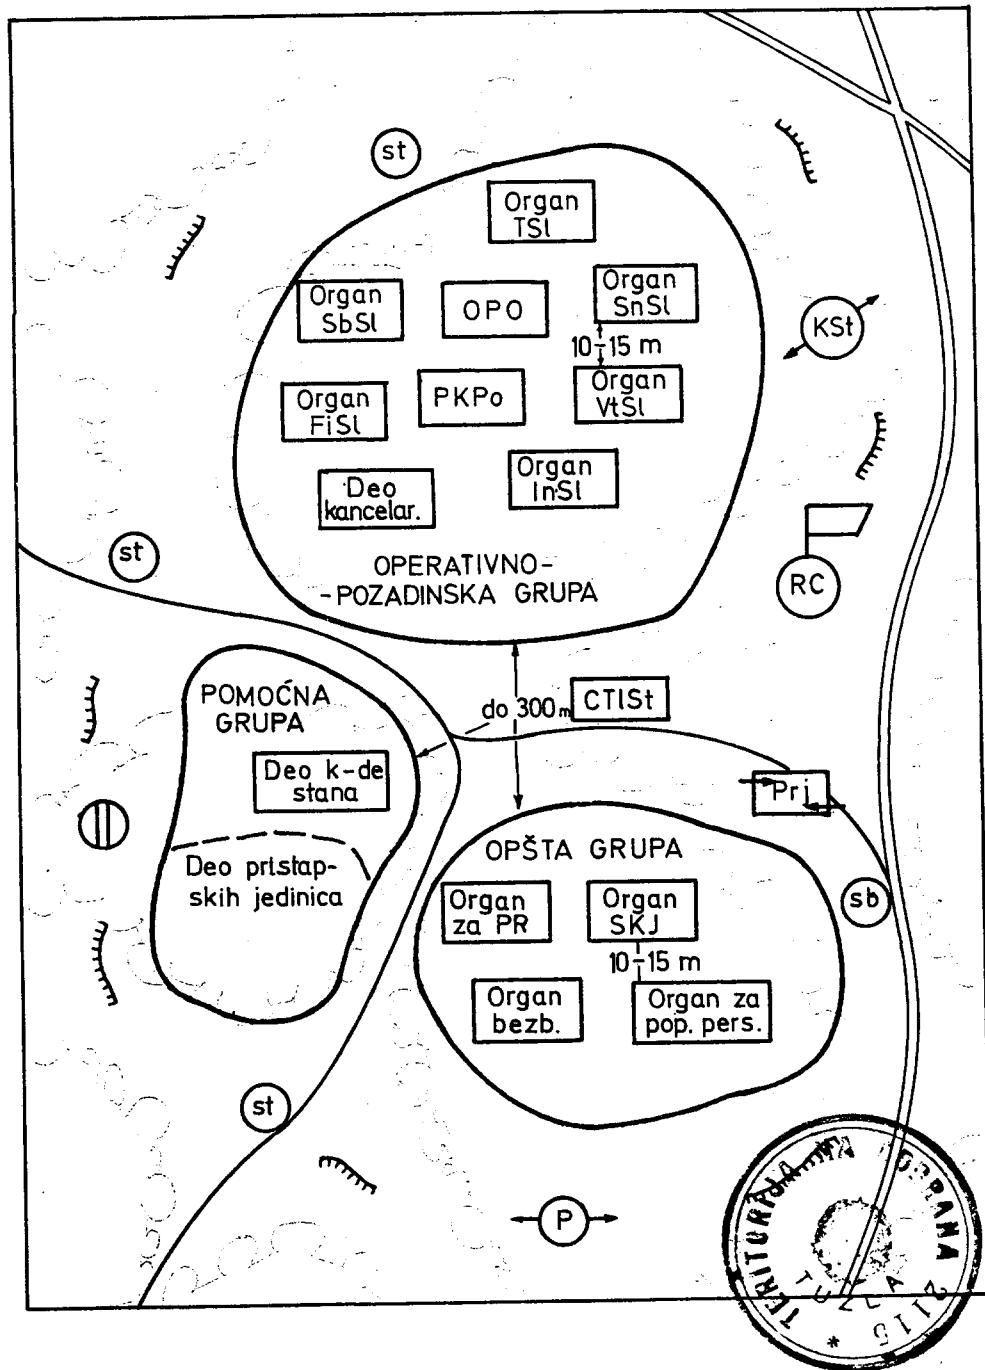 st
Organ
TSl
Organ
SbSl
OPO
Organ
SnSl
10-15 m
KSt
Organ
FiSl
PKPo
Organ
VtSl
Deo
kancelar.
Organ
InSl
st
OPERATIVNO-
-POZADINSKA GRUPA
RC
POMOĆNA
GRUPA
do 300 m
CTISt
Deo k-de
stana
Prj
OPŠTA GRUPA
Deo pristap-
skih jedinica
Organ
za PR
Organ
SKJ
sb
10-15 m
Organ
bezb.
Organ za
pop. pers.
st
P
TERITORIJALNA ODBRANA
TUZLA
2115 *